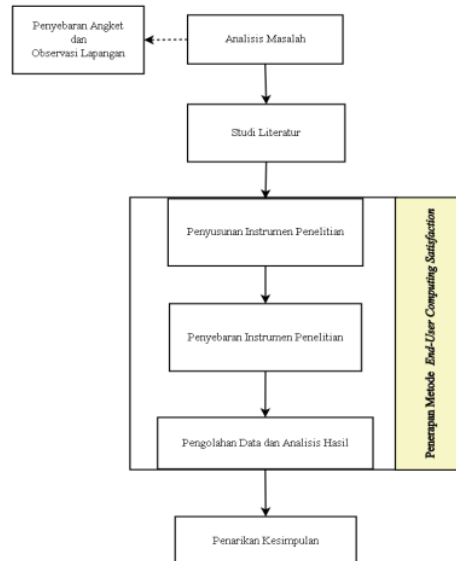 Penyebaran Angket
dan
Observasi Lapangan
Analisis Masalah
Studi Literatur
Penyusunan Instrumen Penelitian
Penyebaran Instrumen Penelitian
Pengolahan Data dan Analisis Hasil
Penerapan Metode End-User Computing Satisfaction
Penarikan Kesimpulan